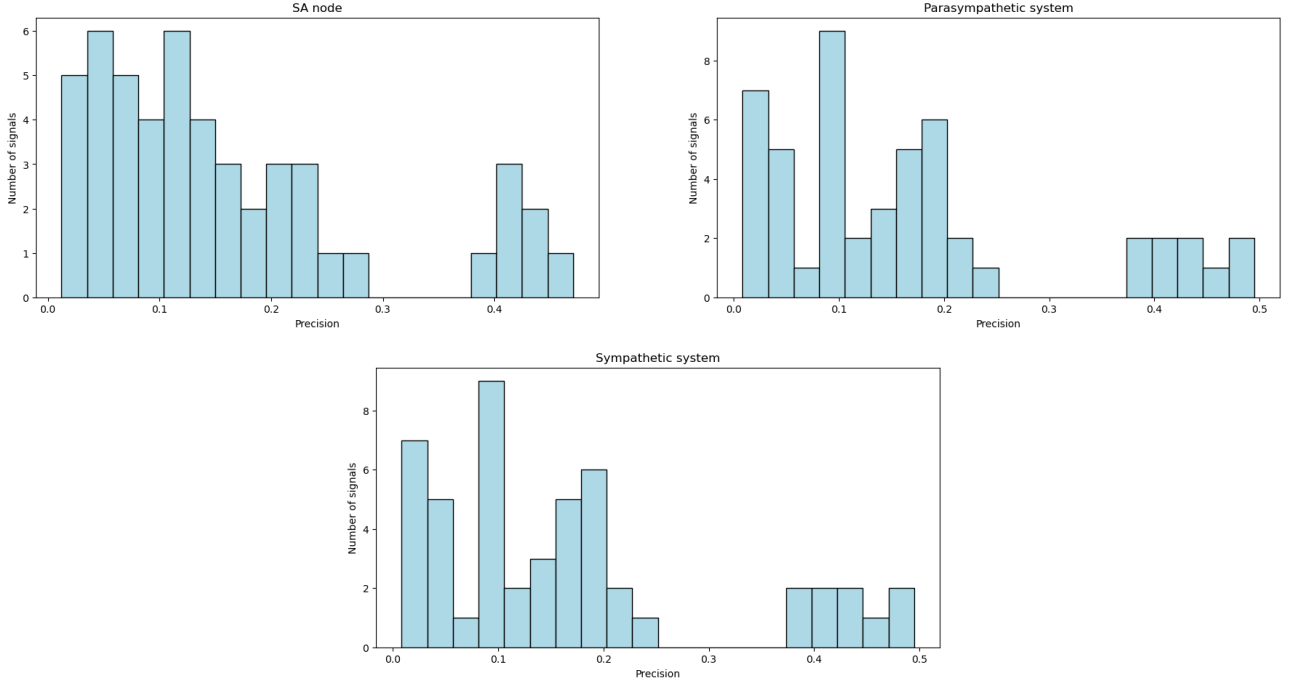 SA node
6
5
4
3
2
1
0
Number of signals
0.0 0.1 0.2 0.3 0.4
Precision
Parasympathetic system
8
6
4
2
0
Number of signals
0.0 0.1 0.2 0.3 0.4 0.5
Precision
Sympathetic system
8
6
4
2
0
Number of signals
0.0 0.1 0.2 0.3 0.4 0.5
Precision